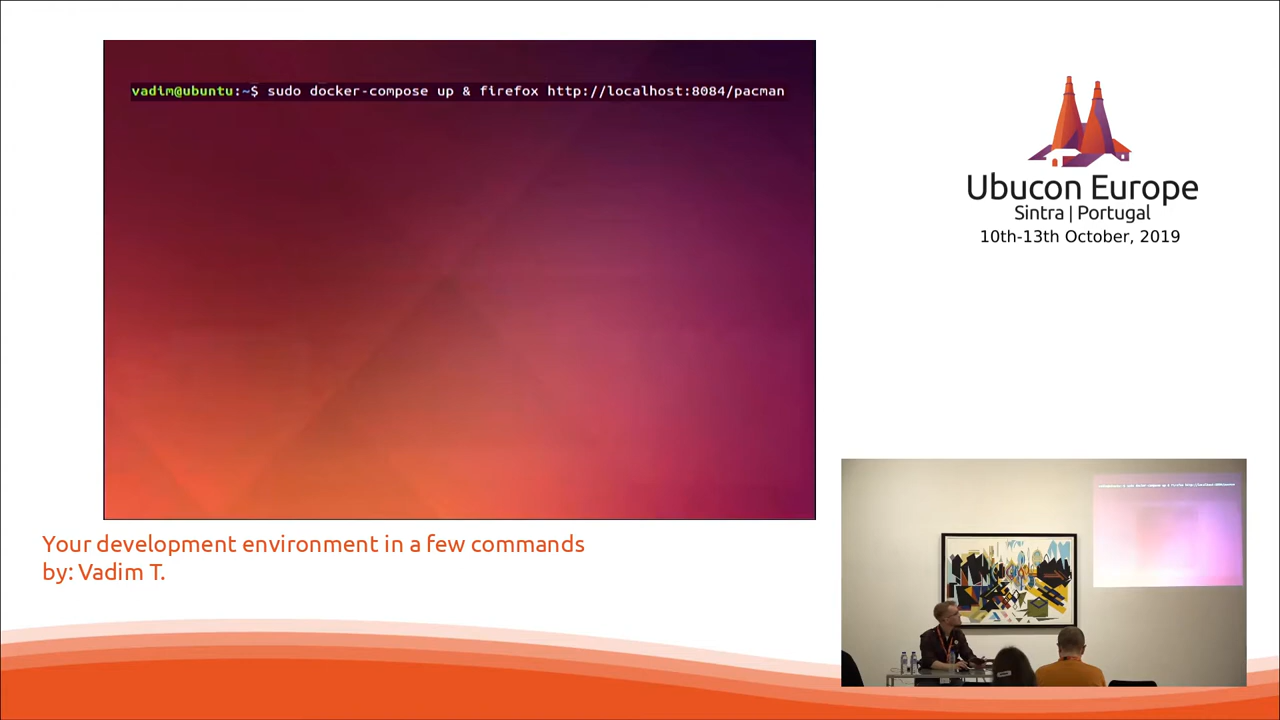 vadim@ubuntu:~$ sudo docker-compose up & firefox http://localhost:8084/pacman
Ubucon Europe
Sintra | Portugal
10th-13th October, 2019
Your development environment in a few commands
by: Vadim T.